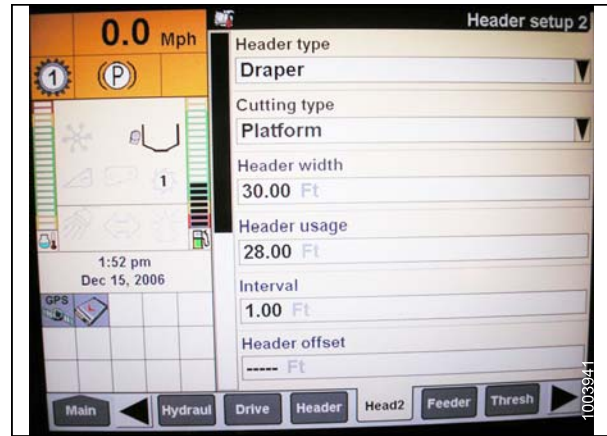 0.0 Mph
Header setup 2
1
(P)
1
1:52 pm
Dec 15, 2006
GPS
Header type
Draper
Cutting type
Platform
Header width
30.00 Ft
Header usage
28.00 Ft
Interval
1.00 Ft
Header offset
----- Ft
Main
Hydraul
Drive
Header
Head2
Feeder
Thresh
1003941